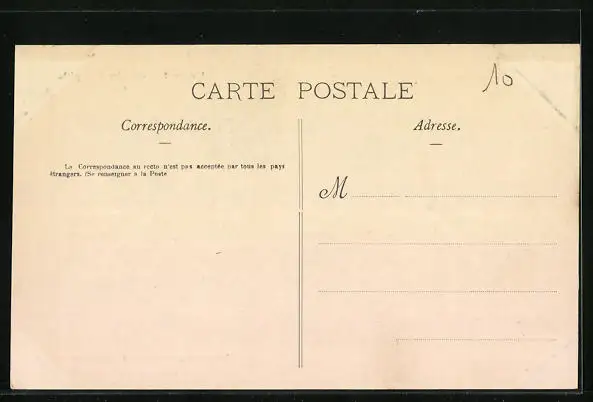 CARTE POSTALE
10
Correspondance.
Adresse.
La Correspondance au recto n'est pas acceptée par tous les pays
étrangers. (Se renseigner à la Poste
M